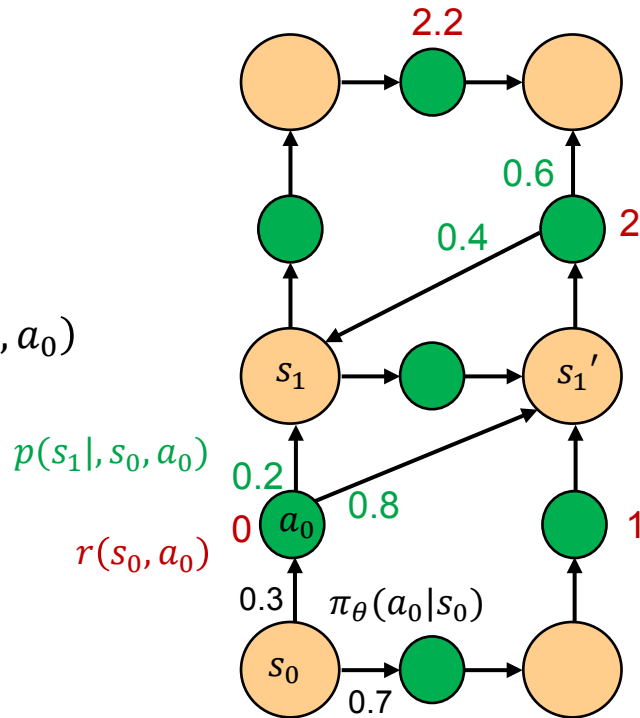 2.2
0.6
0.4
2
, a₀)
s₁
s₁′
p(s₁|, s₀, a₀)
0.2
0.8
0
a₀
1
r(s₀, a₀)
0.3
π_θ(a₀|s₀)
s₀
0.7